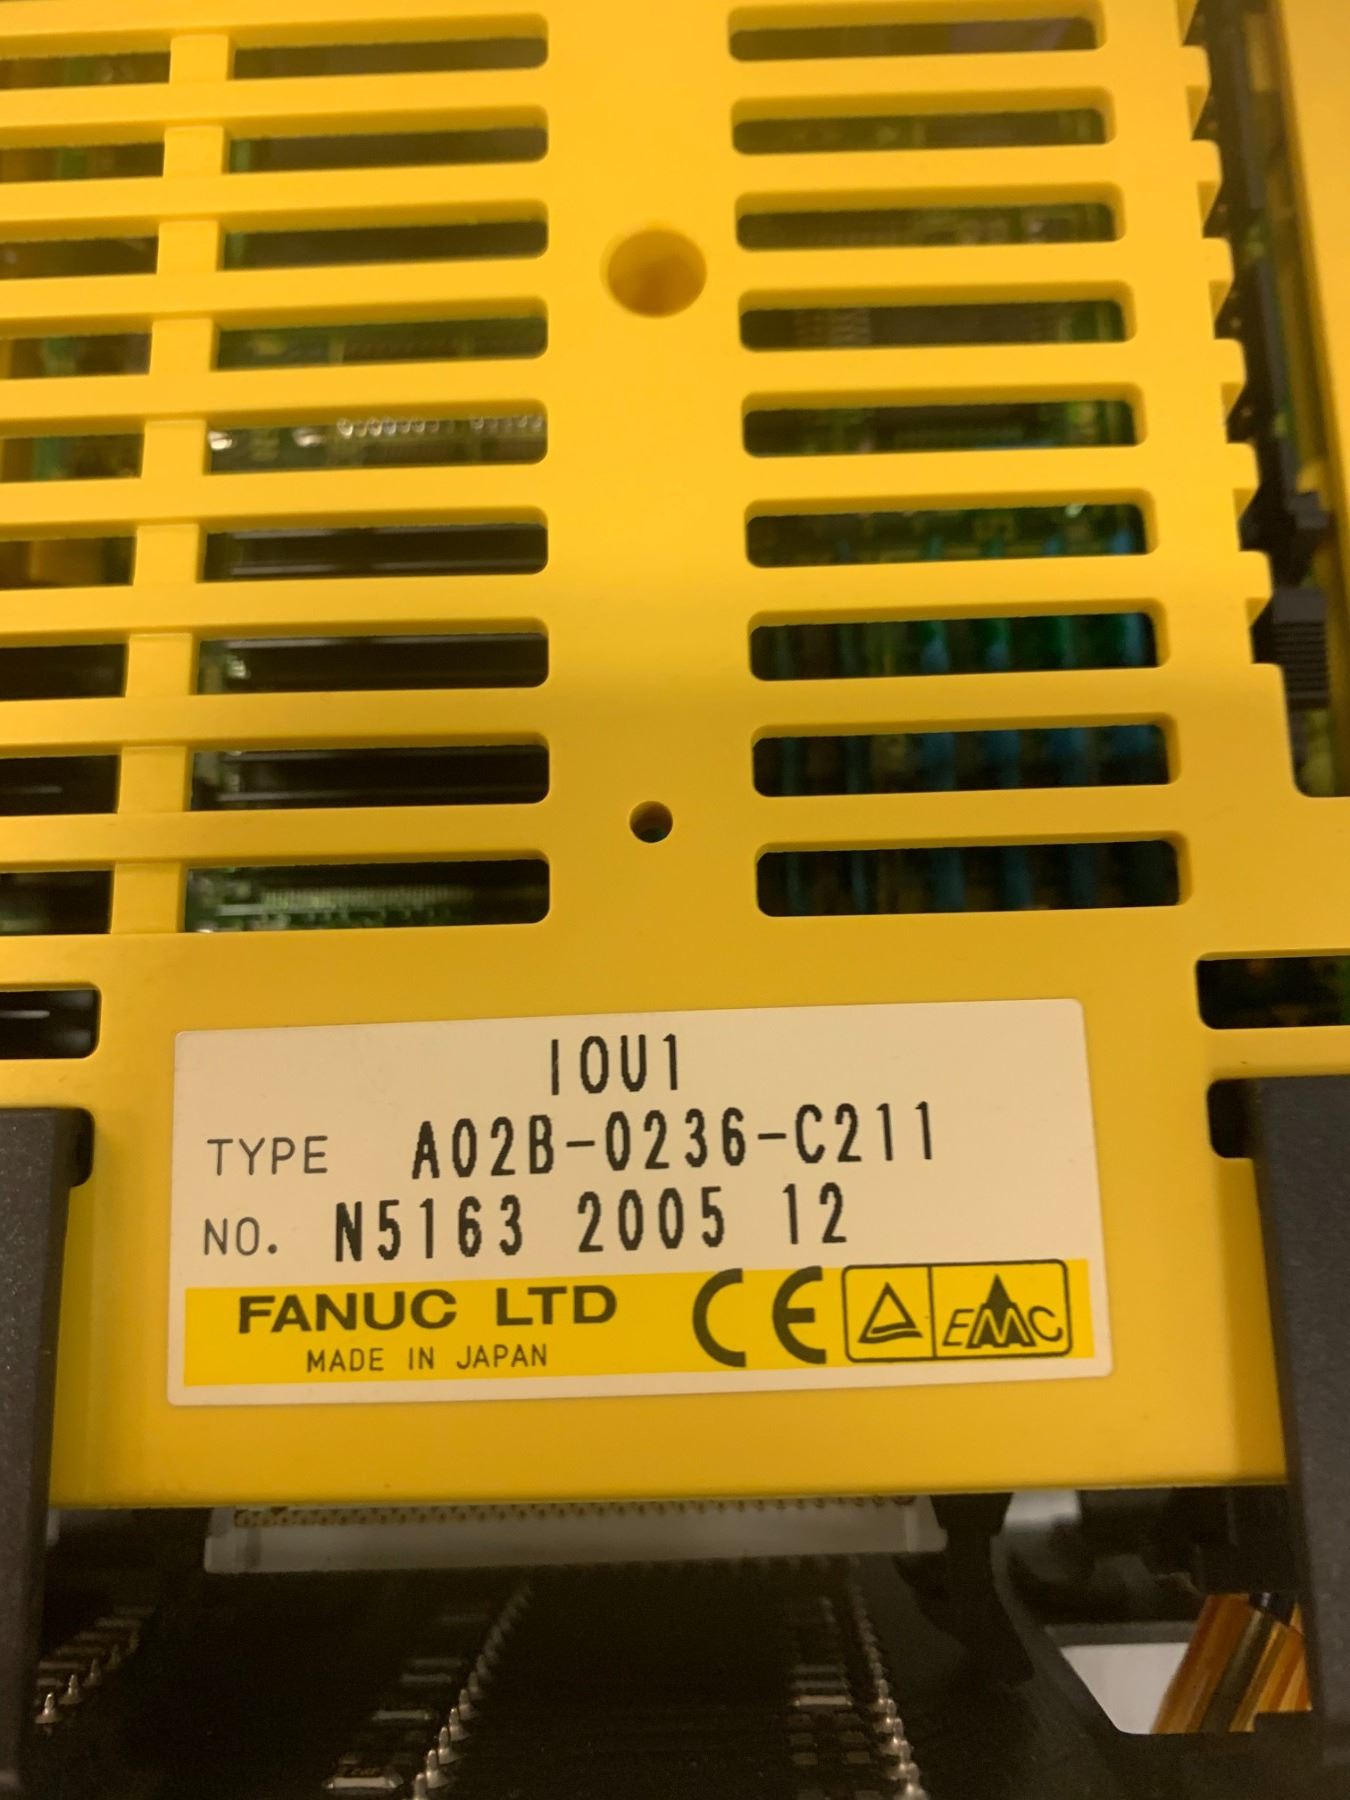 IOU1
TYPE A02B-0236-C211
NO. N5163 2005 12
FANUC LTD CE EMC
MADE IN JAPAN